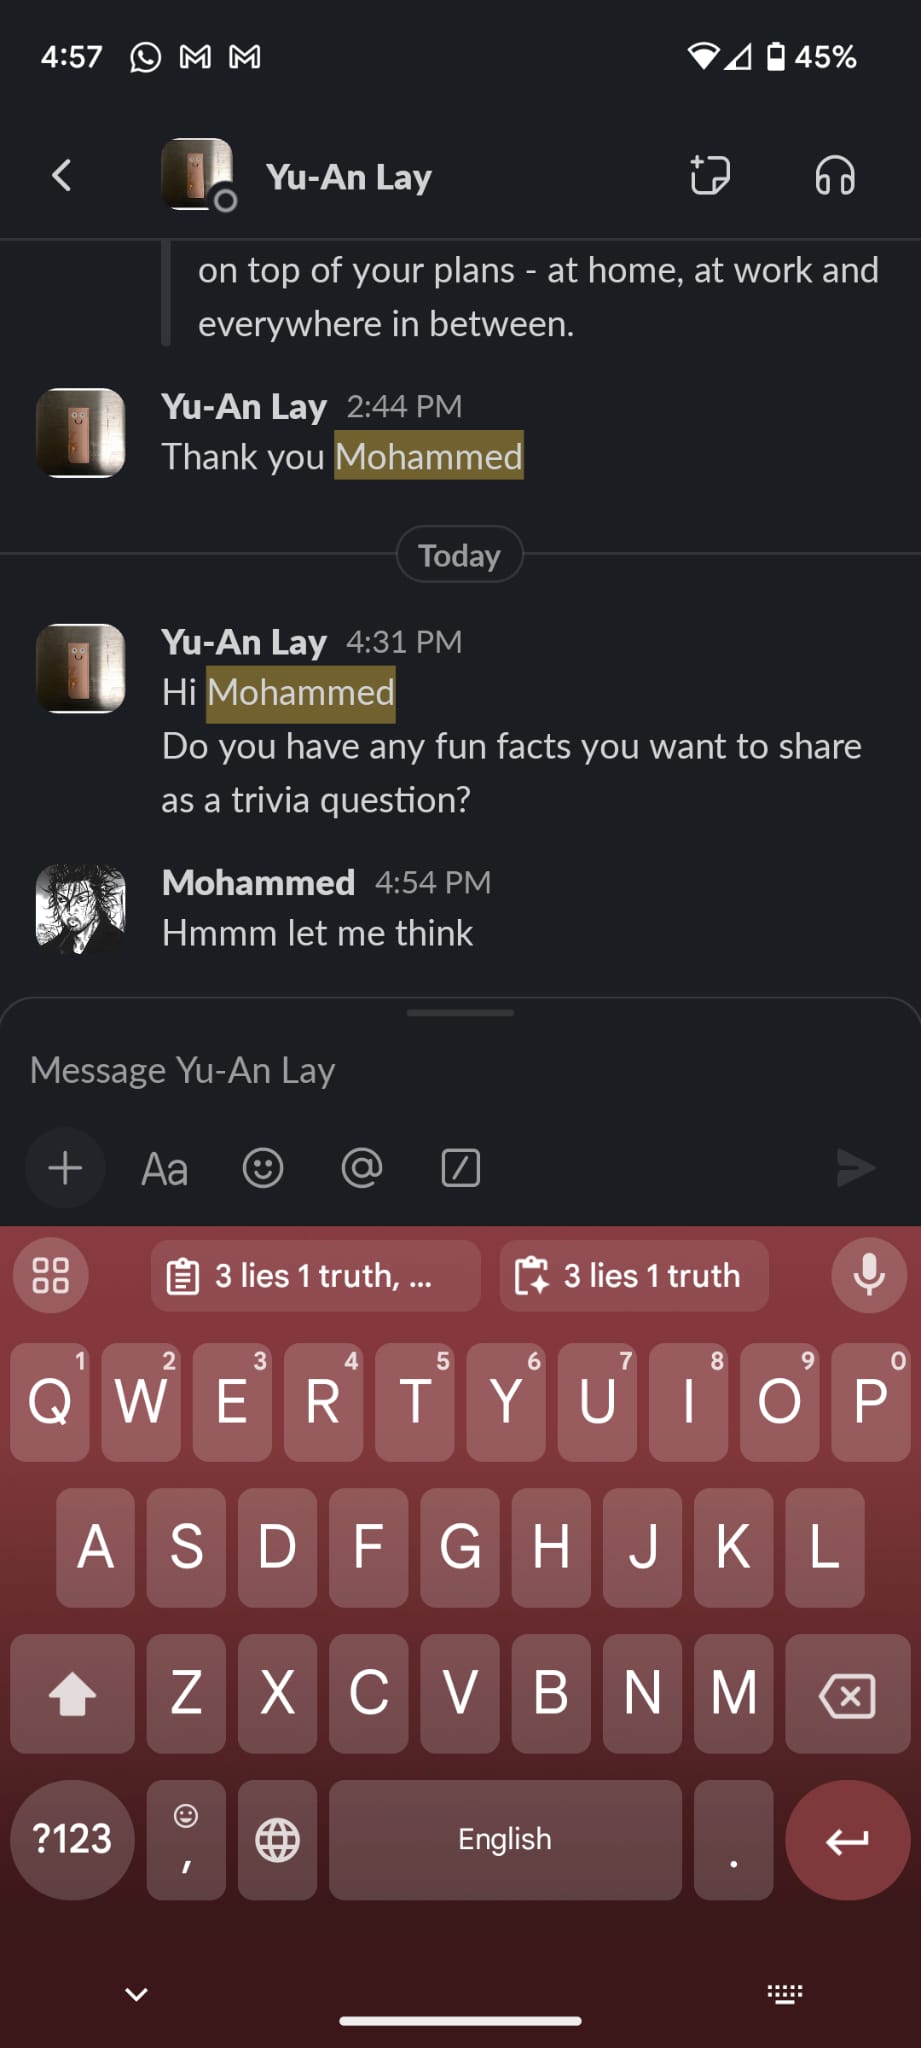 4:57
45%
Yu-An Lay
on top of your plans - at home, at work and
everywhere in between.
Yu-An Lay 2:44 PM
Thank you Mohammed
Today
Yu-An Lay 4:31 PM
Hi Mohammed
Do you have any fun facts you want to share
as a trivia question?
Mohammed 4:54 PM
Hmmm let me think
Message Yu-An Lay
Aa @
3 lies 1 truth, ... 3 lies 1 truth
1 2 3 4 5 6 7 8 9 0
Q W E R T Y U I O P
A S D F G H J K L
Z X C V B N M
?123 , English .